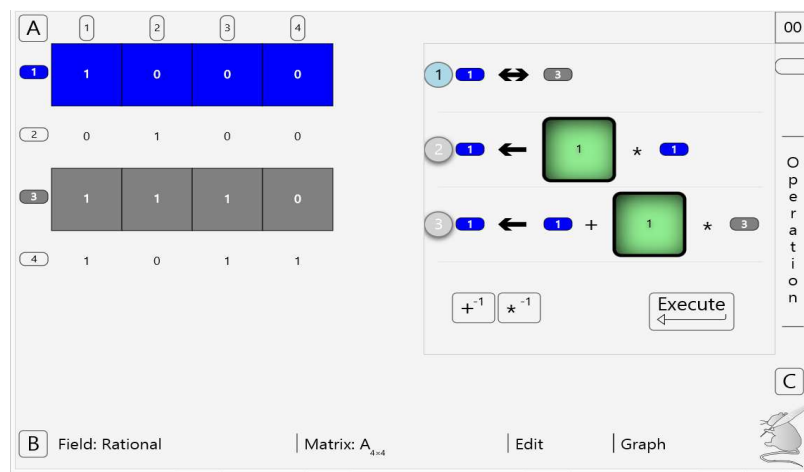 A 1 2 3 4 00
1 1 0 0 0
1 1 ↔ 3
2 0 1 0 0
2 1 ← 1 * 1
3 1 1 1 0
3 1 ← 1 + 1 * 3
4 1 0 1 1
+⁻¹ *⁻¹ Execute
Operation
C
B Field: Rational | Matrix: A₄ₓ₄ | Edit | Graph